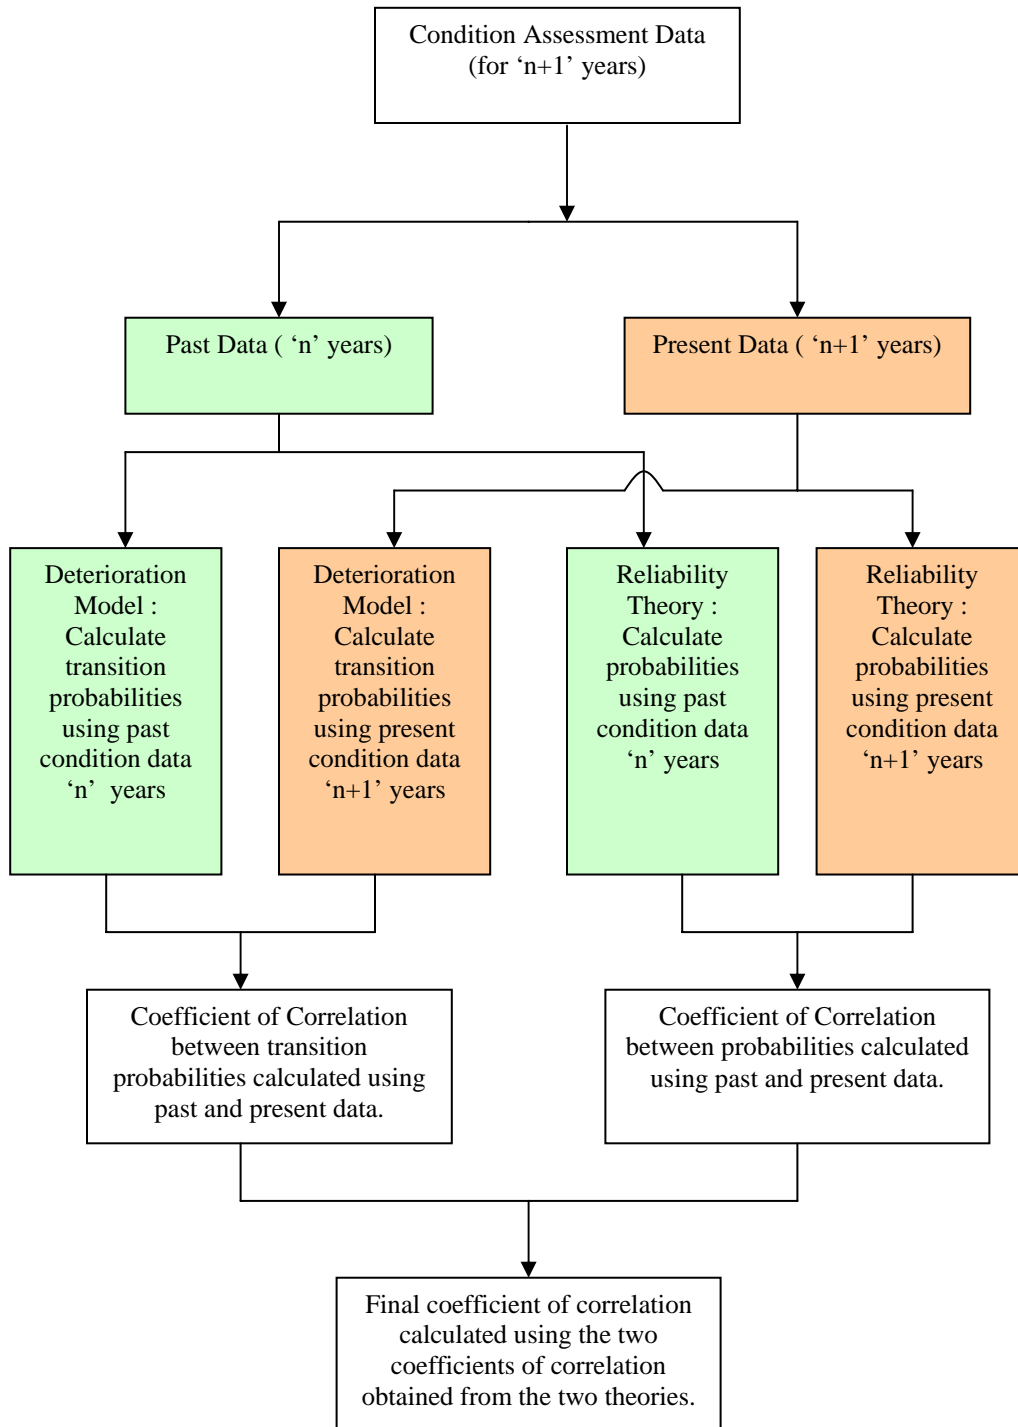 Condition Assessment Data
(for ‘n+1’ years)
Past Data ( ‘n’ years)
Present Data ( ‘n+1’ years)
Deterioration
Model :
Calculate
transition
probabilities
using past
condition data
‘n’  years
Deterioration
Model :
Calculate
transition
probabilities
using present
condition data
‘n+1’ years
Reliability
Theory :
Calculate
probabilities
using past
condition data
‘n’ years
Reliability
Theory :
Calculate
probabilities
using present
condition data
‘n+1’ years
Coefficient of Correlation
between transition
probabilities calculated using
past and present data.
Coefficient of Correlation
between probabilities calculated
using past and present data.
Final coefficient of correlation
calculated using the two
coefficients of correlation
obtained from the two theories.